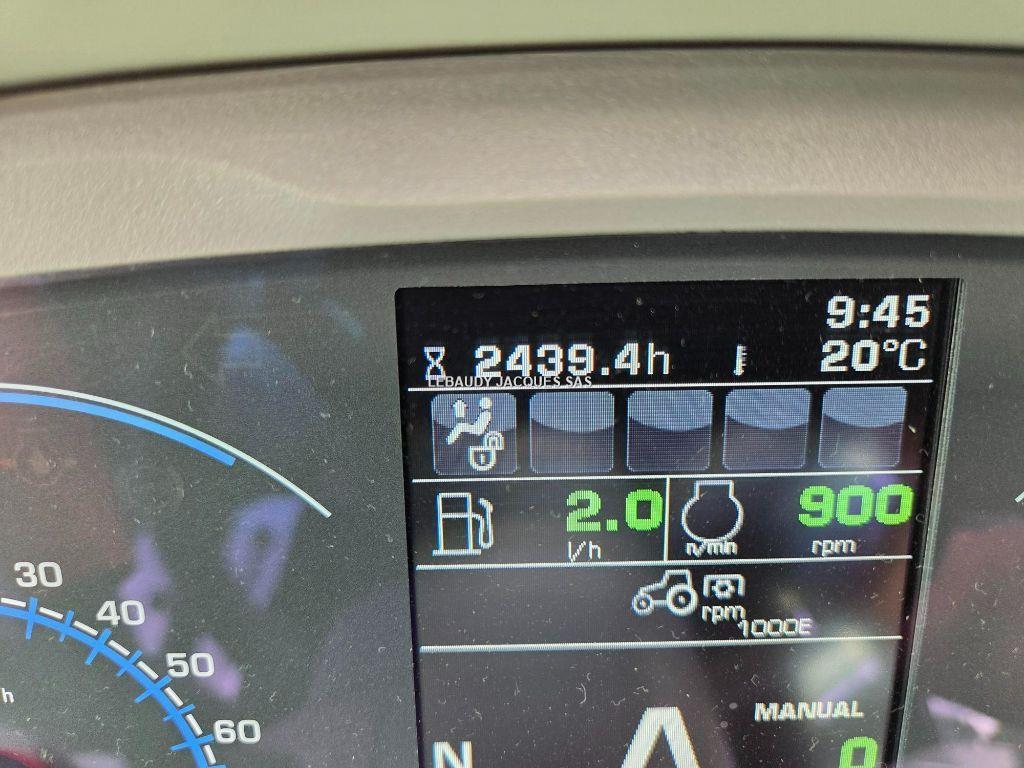 9:45
2439.4h 20°C
LEBAUDY JACQUES SAS
2.0 900
l/h n/min rpm
30
rpm
40 1000E
50
MANUAL
h
60
N 0